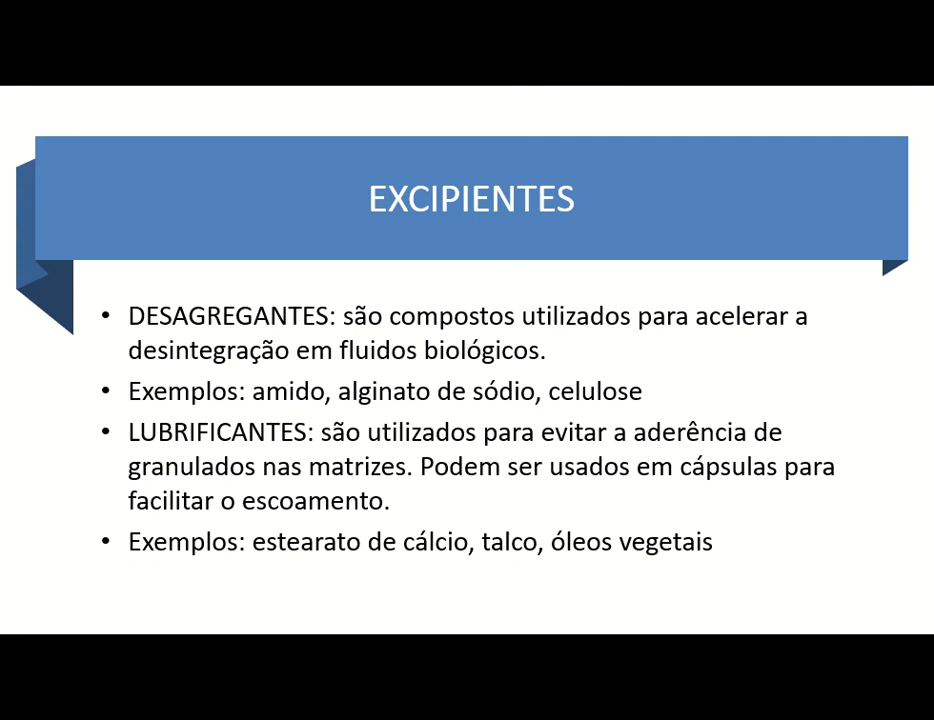 EXCIPIENTES
• DESAGREGANTES: são compostos utilizados para acelerar a
desintegração em fluidos biológicos.
• Exemplos: amido, alginato de sódio, celulose
• LUBRIFICANTES: são utilizados para evitar a aderência de
granulados nas matrizes. Podem ser usados em cápsulas para
facilitar o escoamento.
• Exemplos: estearato de cálcio, talco, óleos vegetais